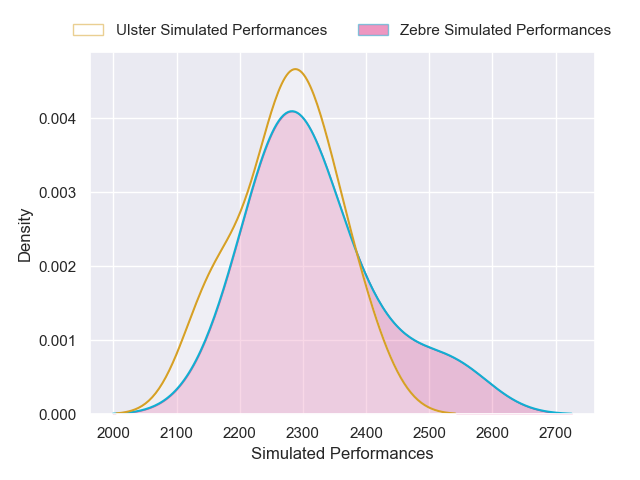 Ulster Simulated Performances
Zebre Simulated Performances
0.004
0.003
0.002
0.001
0.000
Density
2000 2100 2200 2300 2400 2500 2600 2700
Simulated Performances